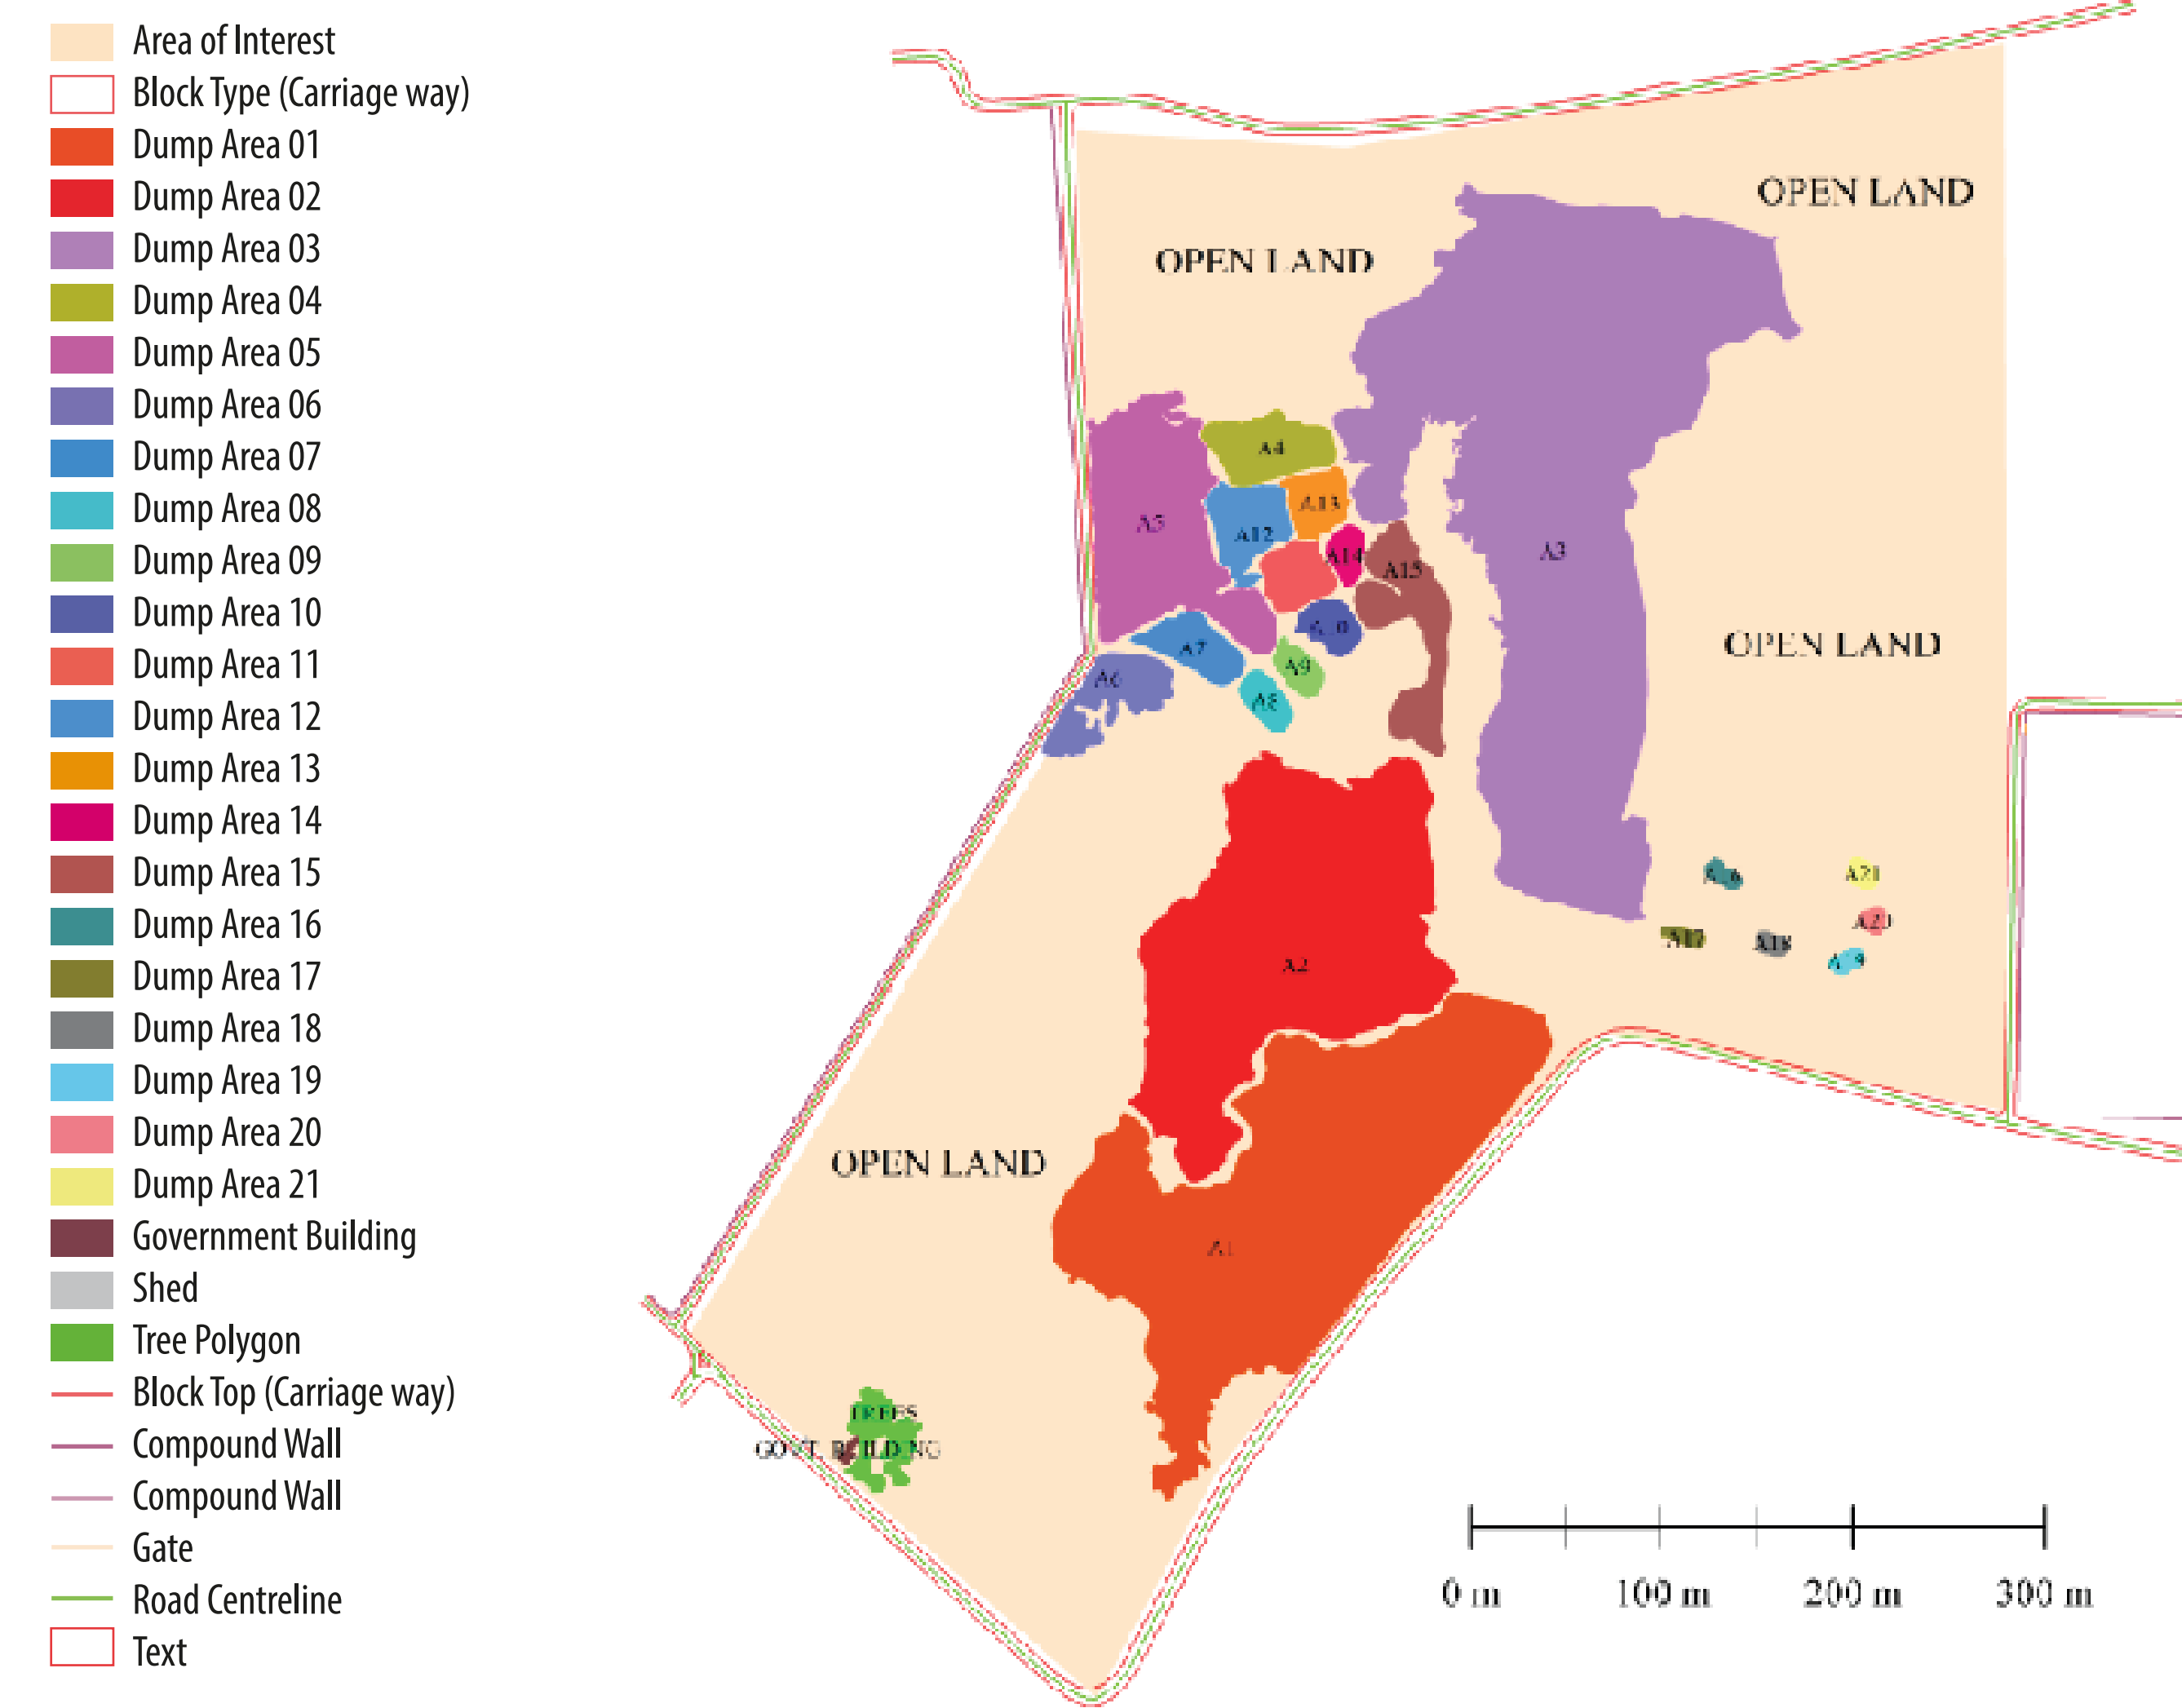 Area of Interest
Block Type (Carriage way)
Dump Area 01
Dump Area 02
Dump Area 03
Dump Area 04
Dump Area 05
Dump Area 06
Dump Area 07
Dump Area 08
Dump Area 09
Dump Area 10
Dump Area 11
Dump Area 12
Dump Area 13
Dump Area 14
Dump Area 15
Dump Area 16
Dump Area 17
Dump Area 18
Dump Area 19
Dump Area 20
Dump Area 21
Government Building
Shed
Tree Polygon
Block Top (Carriage way)
Compound Wall
Compound Wall
Gate
Road Centreline
Text
OPEN LAND
OPEN LAND
A4
A13
A5
A12
A14
A15
A3
A7
A9
A6
A8
OPEN LAND
A21
A20
A17
A18
A2
OPEN LAND
A1
TREES
GOVT. BUILDING
0 m 100 m 200 m 300 m